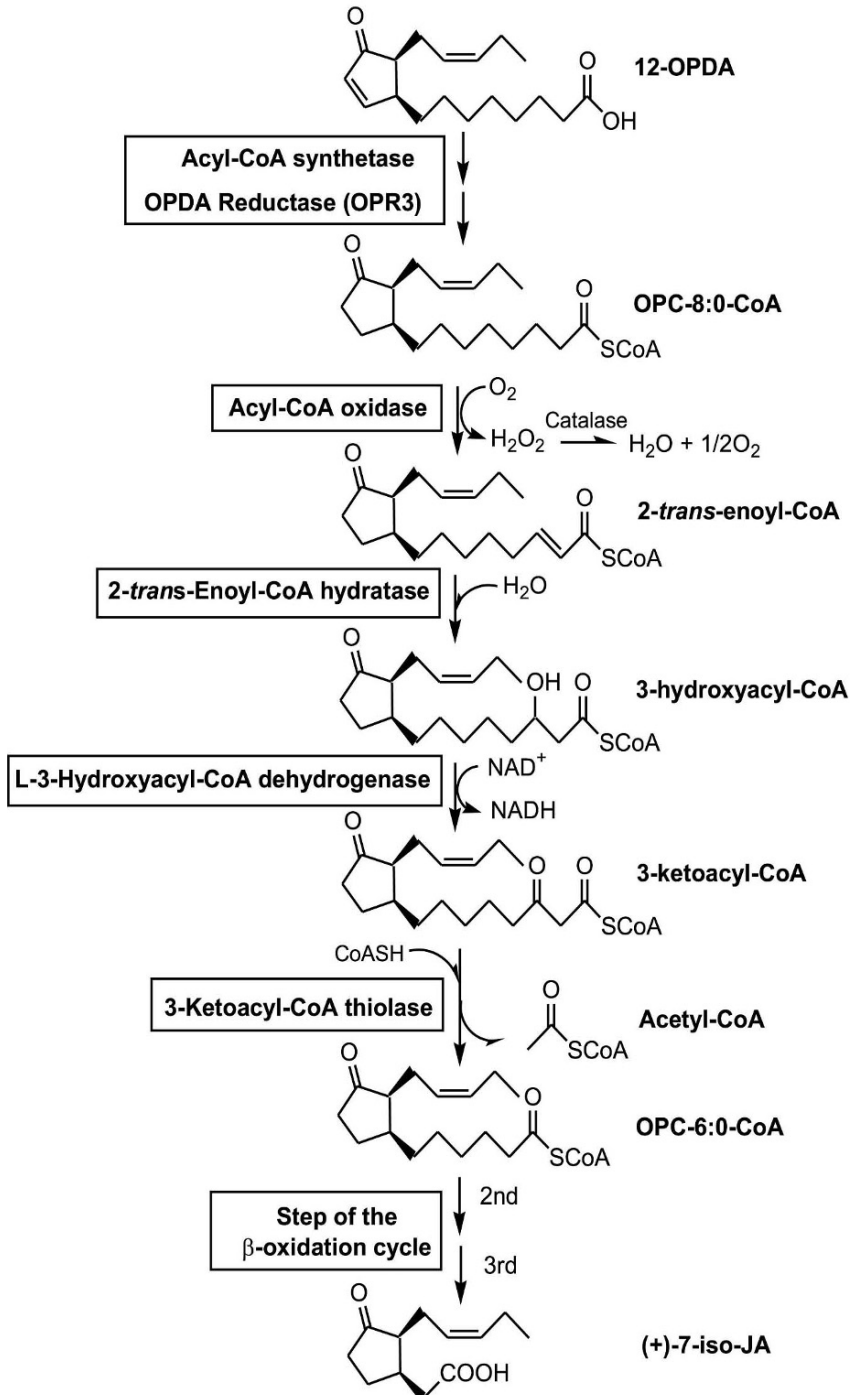 O
O
12-OPDA
OH
Acyl-CoA synthetase
OPDA Reductase (OPR3)
O
O
OPC-8:0-CoA
SCoA
O2
Acyl-CoA oxidase
Catalase
H2O2
H2O + 1/2O2
O
O
2-trans-enoyl-CoA
SCoA
2-trans-Enoyl-CoA hydratase
H2O
O
OH
O
3-hydroxyacyl-CoA
SCoA
L-3-Hydroxyacyl-CoA dehydrogenase
NAD+
NADH
O
O
O
3-ketoacyl-CoA
SCoA
CoASH
3-Ketoacyl-CoA thiolase
O
Acetyl-CoA
SCoA
O
O
OPC-6:0-CoA
SCoA
2nd
Step of the
β-oxidation cycle
3rd
O
(+)-7-iso-JA
COOH